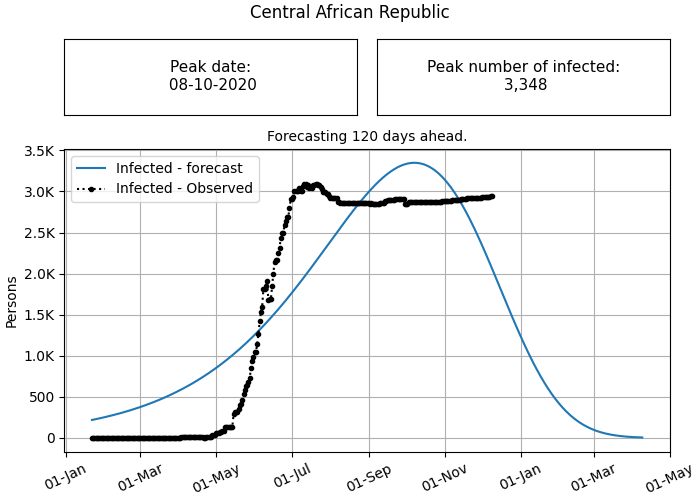 Central African Republic
Peak date:
08-10-2020
Peak number of infected:
3,348
Forecasting 120 days ahead.
Infected - forecast
Infected - Observed
Persons
3.5K
3.0K
2.5K
2.0K
1.5K
1.0K
500
0
01-Jan
01-Mar
01-May
01-Jul
01-Sep
01-Nov
01-Jan
01-Mar
01-May